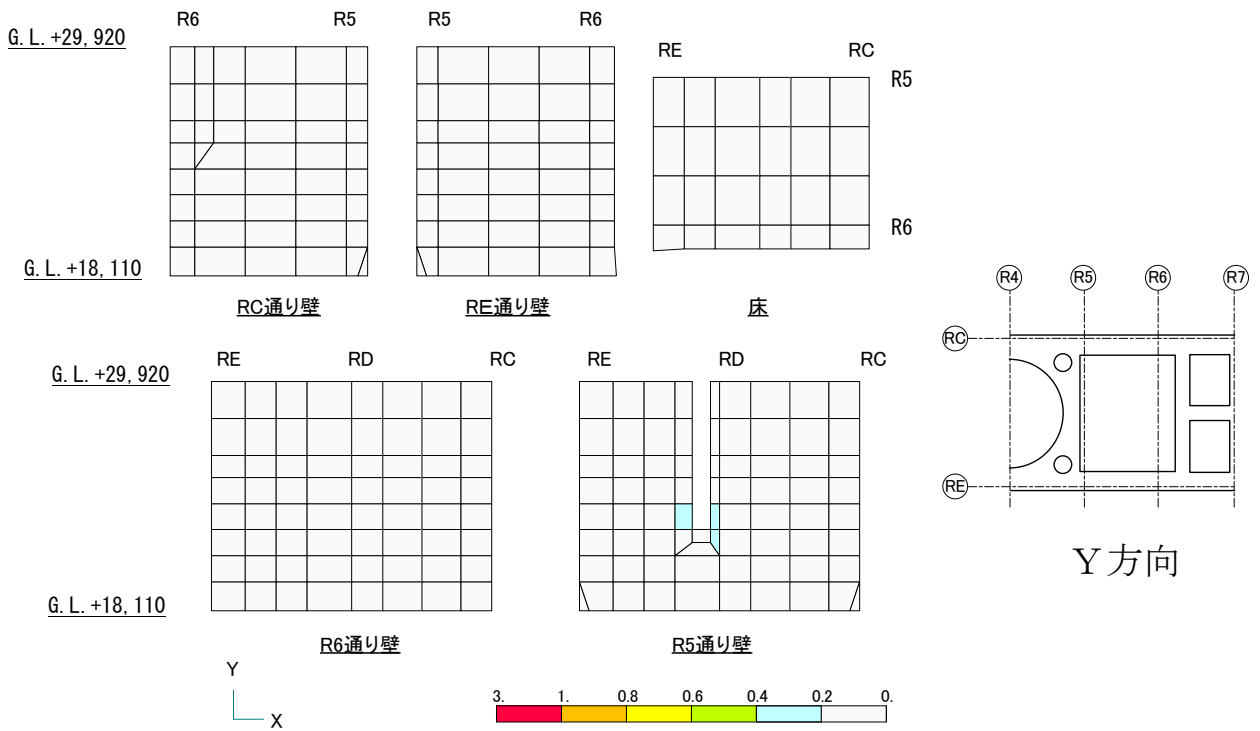 R6 R5
G.L.+29,920
G.L.+18,110
RC通り壁
R5 R6
RE通り壁
RE RC
R5
R6
床
RE RD RC
G.L.+29,920
G.L.+18,110
R6通り壁
RE RD RC
R5通り壁
R4 R5 R6 R7
RC
RE
Y方向
Y
X
3. 1. 0.8 0.6 0.4 0.2 0.